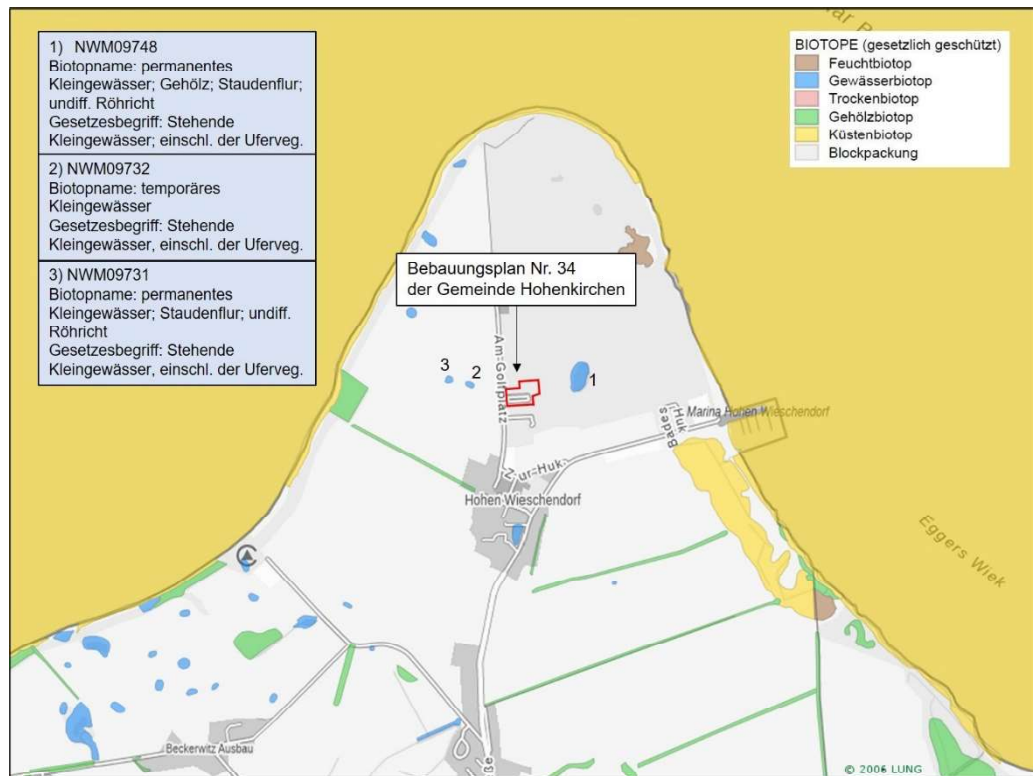 1) NWM09748
Biotopname: permanentes
Kleingewässer; Gehölz; Staudenflur;
undiff. Röhricht
Gesetzesbegriff: Stehende
Kleingewässer; einschl. der Uferveg.
2) NWM09732
Biotopname: temporäres
Kleingewässer
Gesetzesbegriff: Stehende
Kleingewässer, einschl. der Uferveg.
3) NWM09731
Biotopname: permanentes
Kleingewässer; Staudenflur; undiff.
Röhricht
Gesetzesbegriff: Stehende
Kleingewässer, einschl. der Uferveg.
BIOTOPE (gesetzlich geschützt)
Feuchtbiotop
Gewässerbiotop
Trockenbiotop
Gehölzbiotop
Küstenbiotop
Blockpackung
Bebauungsplan Nr. 34
der Gemeinde Hohenkirchen
Am Golfplatz
3
2
1
Huk
Bades
Marina Hohen Wieschendorf
Zur Huk
Hohen Wieschendorf
Eggers Wiek
Beckerwitz Ausbau
© 2006 LUNG